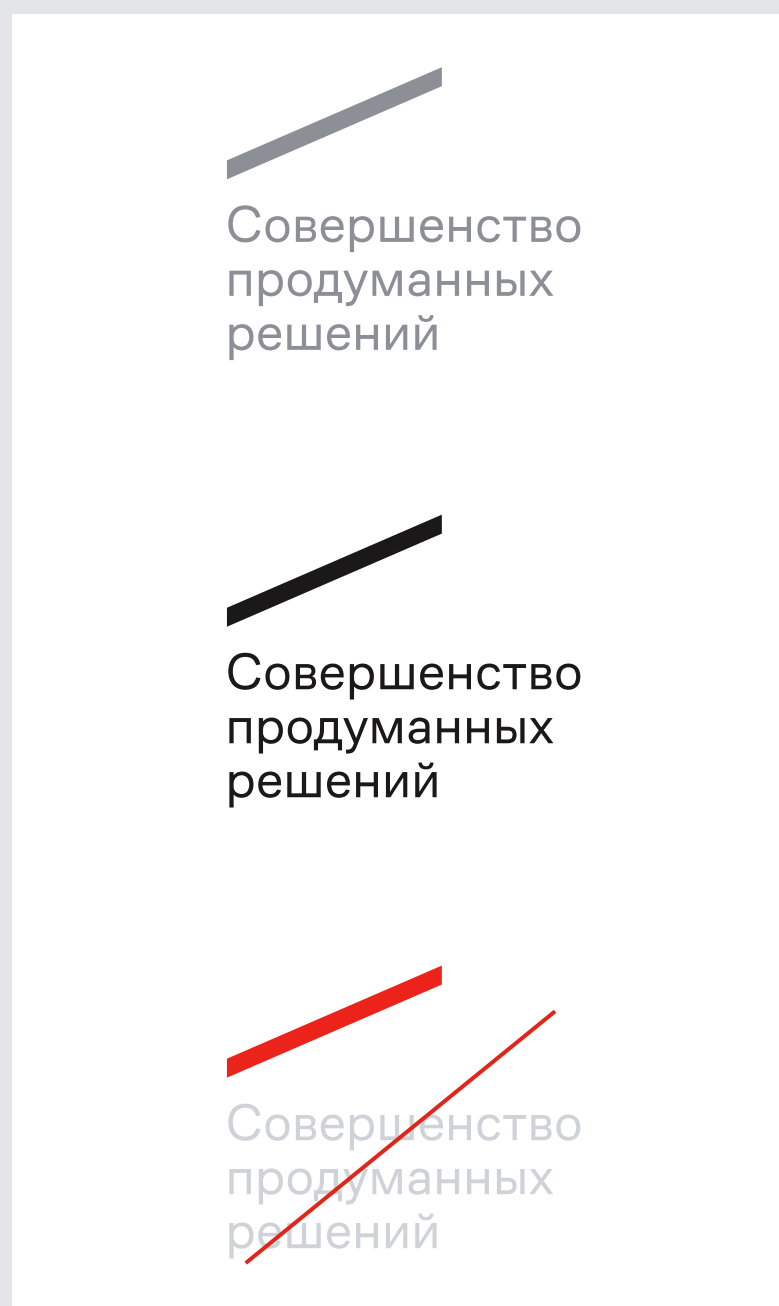 Совершенство
продуманных
решений
Совершенство
продуманных
решений
Совершенство
продуманных
решений